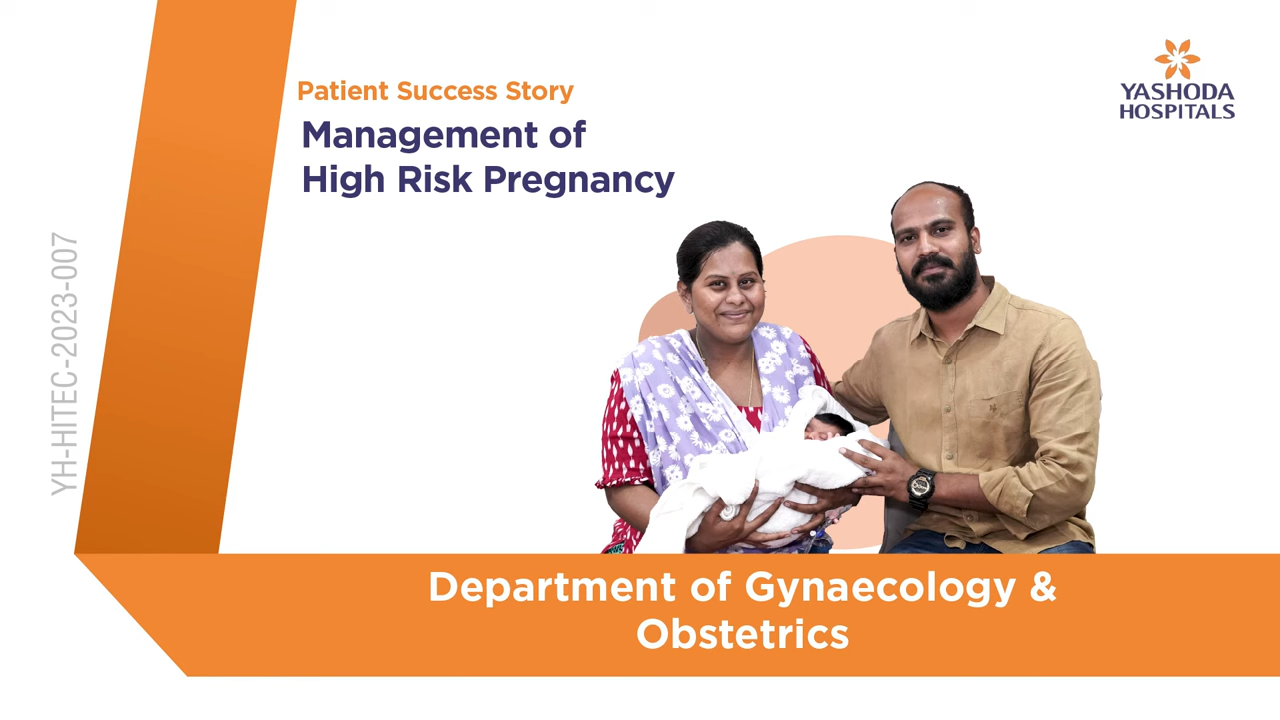 Patient Success Story
Management of
High Risk Pregnancy
YASHODA
HOSPITALS
YH-HITEC-2023-007
Department of Gynaecology &
Obstetrics